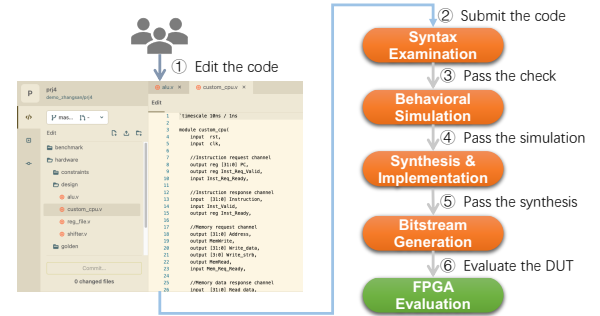 ① Edit the code
P
prj4
demo_zhangsan/prj4
</>
mas...
Edit
benchmark
hardware
constraints
design
alu.v
custom_cpu.v
reg_file.v
shifter.v
golden
Commit...
0 changed files
alu.v ×
custom_cpu.v ×
Edit
1 `timescale 10ns / 1ns
2
3 module custom_cpu(
4 input rst,
5 input clk,
6
7 //Instruction request channel
8 output reg [31:0] PC,
9 output reg Inst_Req_Valid,
10 input Inst_Req_Ready,
11
12 //Instruction response channel
13 input [31:0] Instruction,
14 input Inst_Valid,
15 output reg Inst_Ready,
16
17 //Memory request channel
18 output [31:0] Address,
19 output MemWrite,
20 output [31:0] Write_data,
21 output [3:0] Write_strb,
22 output MemRead,
23 input Mem_Req_Ready,
24
25 //Memory data response channel
26 input [31:0] Read_data,
② Submit the code
Syntax
Examination
③ Pass the check
Behavioral
Simulation
④ Pass the simulation
Synthesis &
Implementation
⑤ Pass the synthesis
Bitstream
Generation
⑥ Evaluate the DUT
FPGA
Evaluation